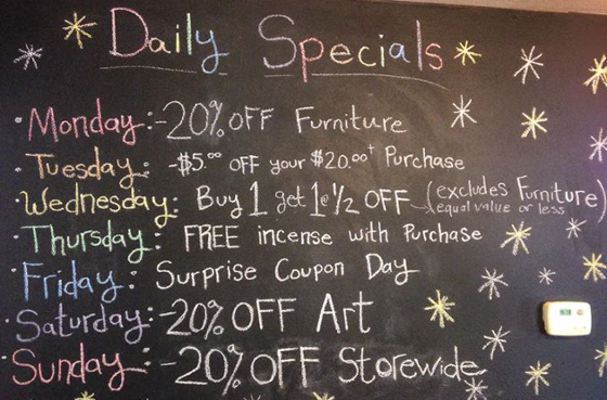 Daily Specials
· Monday: -20% OFF Furniture
· Tuesday: -$5.00 OFF your $20.00+ Purchase
· Wednesday: Buy 1 get 1 @ 1/2 OFF (excludes Furniture)
equal value or less
· Thursday: FREE incense with Purchase
· Friday: Surprise Coupon Day
· Saturday: -20% OFF Art
· Sunday: -20% OFF Storewide